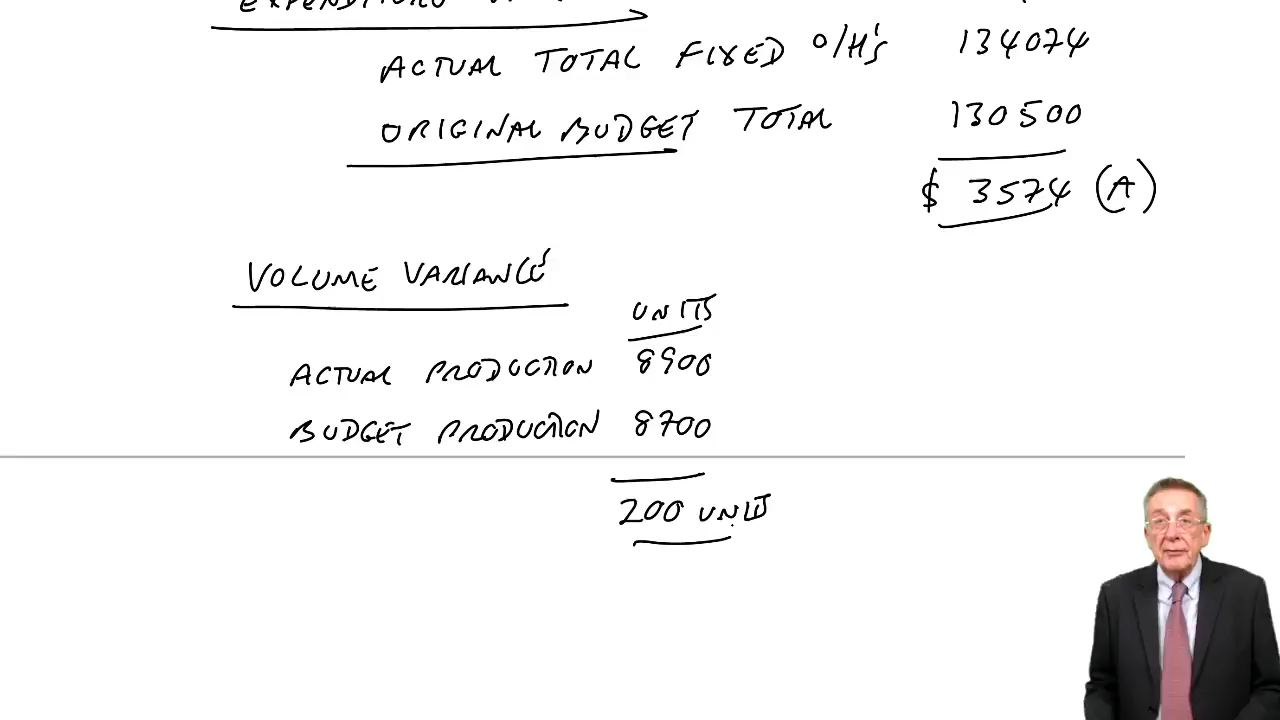 EXPENDITURE
ACTUAL TOTAL FIXED O/H's 134074
ORIGINAL BUDGET TOTAL 130500
$ 3574 (A)
VOLUME VARIANCE
UNITS
ACTUAL PRODUCTION 8900
BUDGET PRODUCTION 8700
200 UNITS